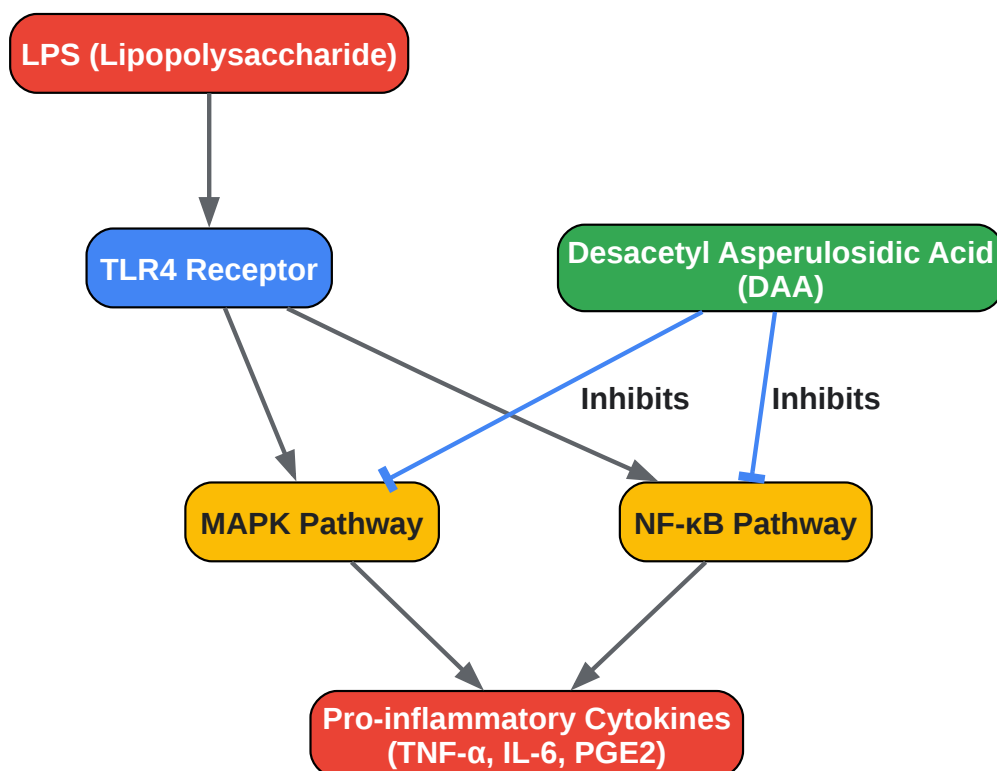 LPS (Lipopolysaccharide)
TLR4 Receptor
Desacetyl Asperulosidic Acid
(DAA)
Inhibits
Inhibits
MAPK Pathway
NF-κB Pathway
Pro-inflammatory Cytokines
(TNF-α, IL-6, PGE2)